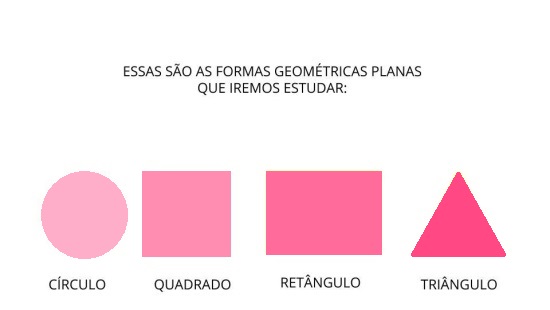 ESSAS SÃO AS FORMAS GEOMÉTRICAS PLANAS
QUE IREMOS ESTUDAR:
CÍRCULO
QUADRADO
RETÂNGULO
TRIÂNGULO